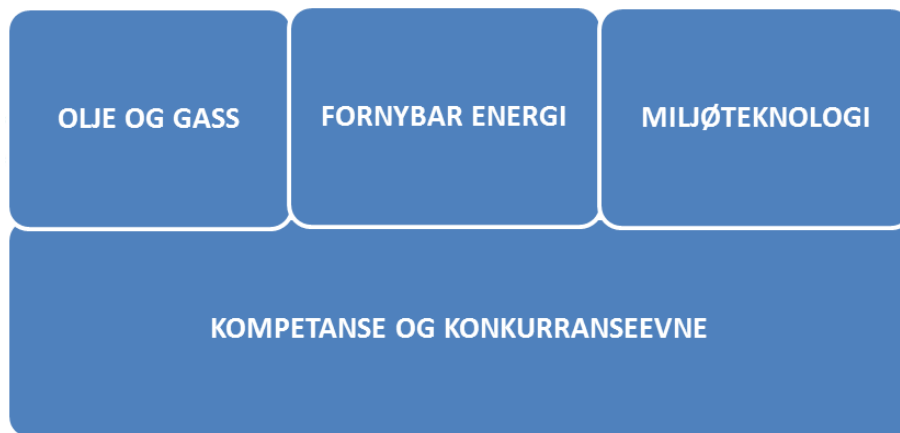 OLJE OG GASS
FORNYBAR ENERGI
MILJØTEKNOLOGI
KOMPETANSE OG KONKURRANSEEVNE